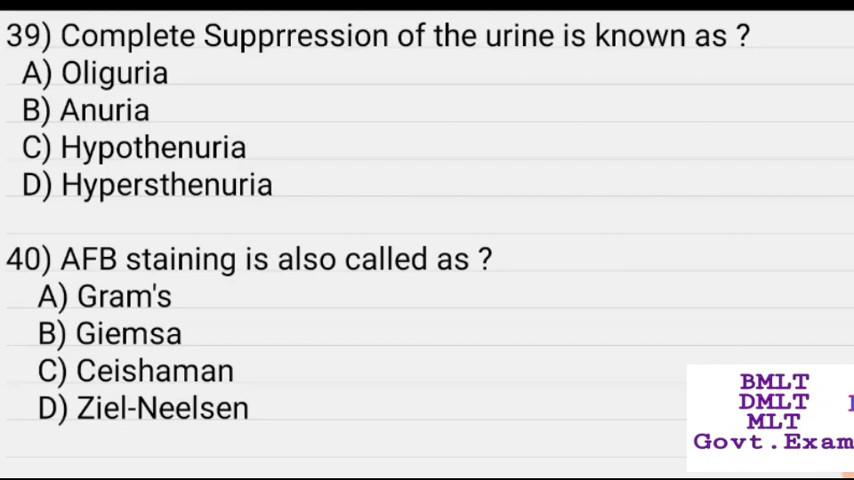 39) Complete Supprression of the urine is known as ?
A) Oliguria
B) Anuria
C) Hypothenuria
D) Hypersthenuria
40) AFB staining is also called as ?
A) Gram's
B) Giemsa
C) Ceishaman
D) Ziel-Neelsen
BMLT
DMLT
MLT
Govt.Exam